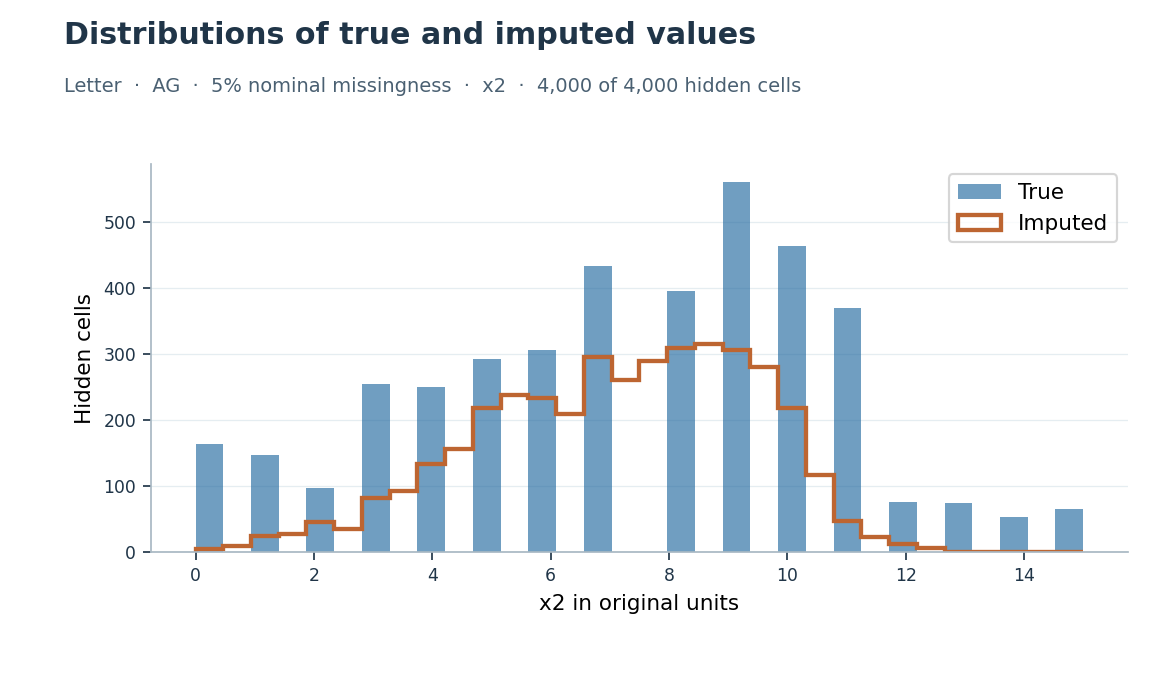 Distributions of true and imputed values
Letter · AG · 5% nominal missingness · x2 · 4,000 of 4,000 hidden cells
True
Imputed
Hidden cells
500
400
300
200
100
0
0 2 4 6 8 10 12 14
x2 in original units